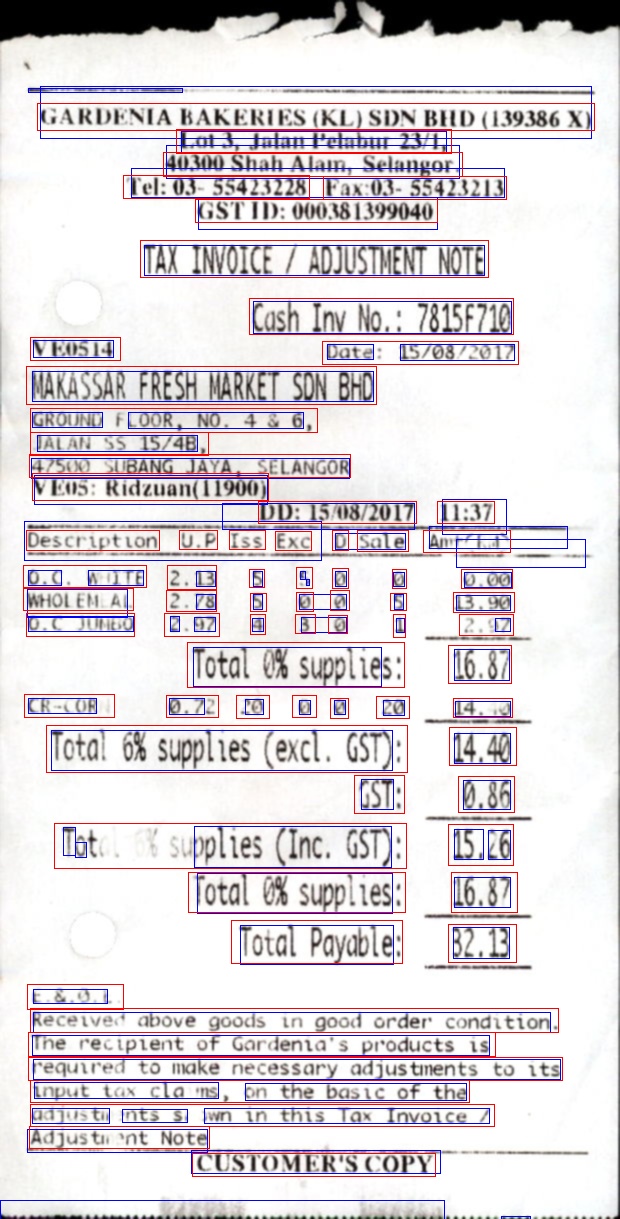 GARDENIA BAKERIES (KL) SDN BHD (139386 X)
Lot 3, Jalan Pelabur 23/1,
40300 Shah Alam, Selangor.
Tel: 03- 55423228 Fax:03- 55423213
GST ID: 000381399040
TAX INVOICE / ADJUSTMENT NOTE
Cash Inv No.: 7815F710
VE0514 Date: 15/08/2017
MAKASSAR FRESH MARKET SDN BHD
GROUND FLOOR, NO. 4 & 6,
JALAN SS 15/4B,
47500 SUBANG JAYA, SELANGOR
VE05: Ridzuan(11900)
DD: 15/08/2017 11:37
Description U.P Iss Exc D Sale
O.C. WHITE 2.13 5 0 0 0.00
WHOLEMEAL 2.78 5 0 0 5 13.90
O.C JUMBO 2.97 4 3 0 1 2.97
Total 0% supplies: 16.87
0.72 20 0 0 20 14.40
Total 6% supplies (excl. GST): 14.40
GST: 0.86
Total 6% supplies (Inc. GST): 15.26
Total 0% supplies: 16.87
Total Payable: 32.13
E.&.O.E.
Received above goods in good order condition.
The recipient of Gardenia's products is
required to make necessary adjustments to its
input tax claims, on the basic of the
adjustments shown in this Tax Invoice /
Adjustment Note
CUSTOMER'S COPY